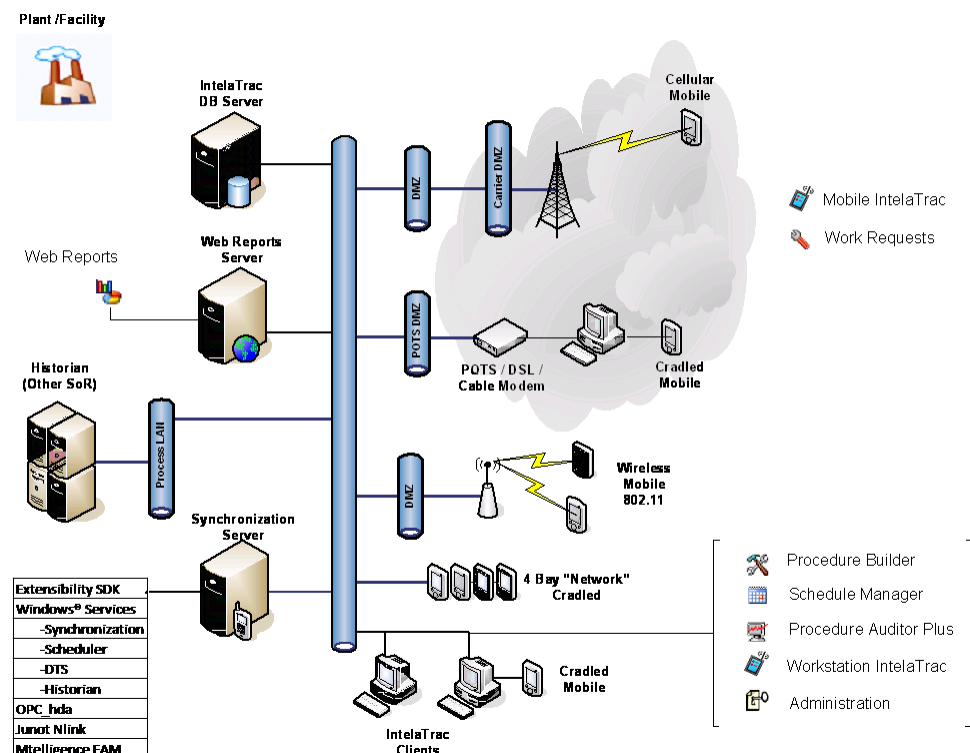 Plant /Facility
IntelaTrac
DB Server
Cellular
Mobile
DMZ
Carrier DMZ
Mobile IntelaTrac
Work Requests
Web Reports
Web Reports
Server
POTS DMZ
POTS / DSL /
Cable Modem
Cradled
Mobile
Historian
(Other SoR)
Process LAN
DMZ
Wireless
Mobile
802.11
Synchronization
Server
4 Bay "Network"
Cradled
Extensibility SDK
Windows® Services
-Synchronization
-Scheduler
-DTS
-Historian
OPC_hda
Junot Nlink
Mtelligence EAM
Cradled
Mobile
IntelaTrac
Clients
Procedure Builder
Schedule Manager
Procedure Auditor Plus
Workstation IntelaTrac
Administration